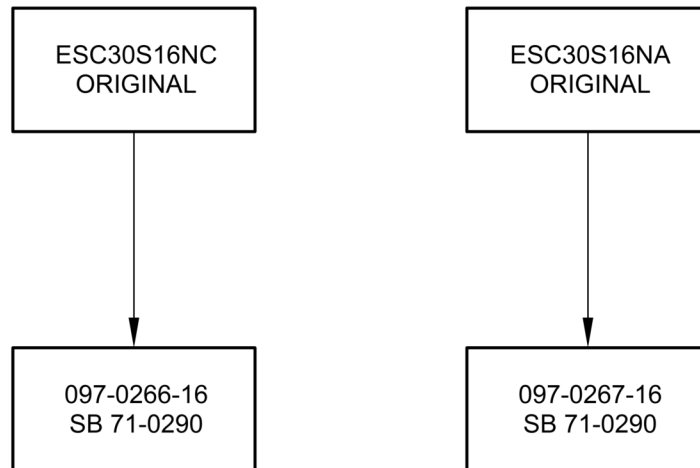 ESC30S16NC
ORIGINAL
ESC30S16NA
ORIGINAL
097-0266-16
SB 71-0290
097-0267-16
SB 71-0290